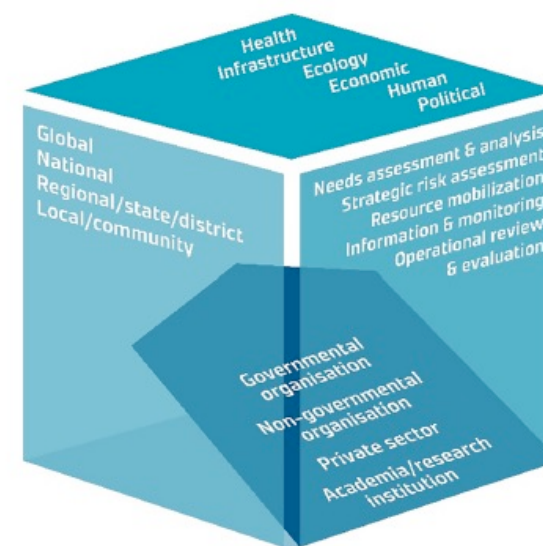 Health
Infrastructure
Ecology
Economic
Human
Political
Global
National
Regional/state/district
Local/community
Needs assessment & analysis
Strategic risk assessment
Resource mobilization
Information & monitoring
Operational review
& evaluation
Governmental
organisation
Non-governmental
organisation
Private sector
Academia/research
institution